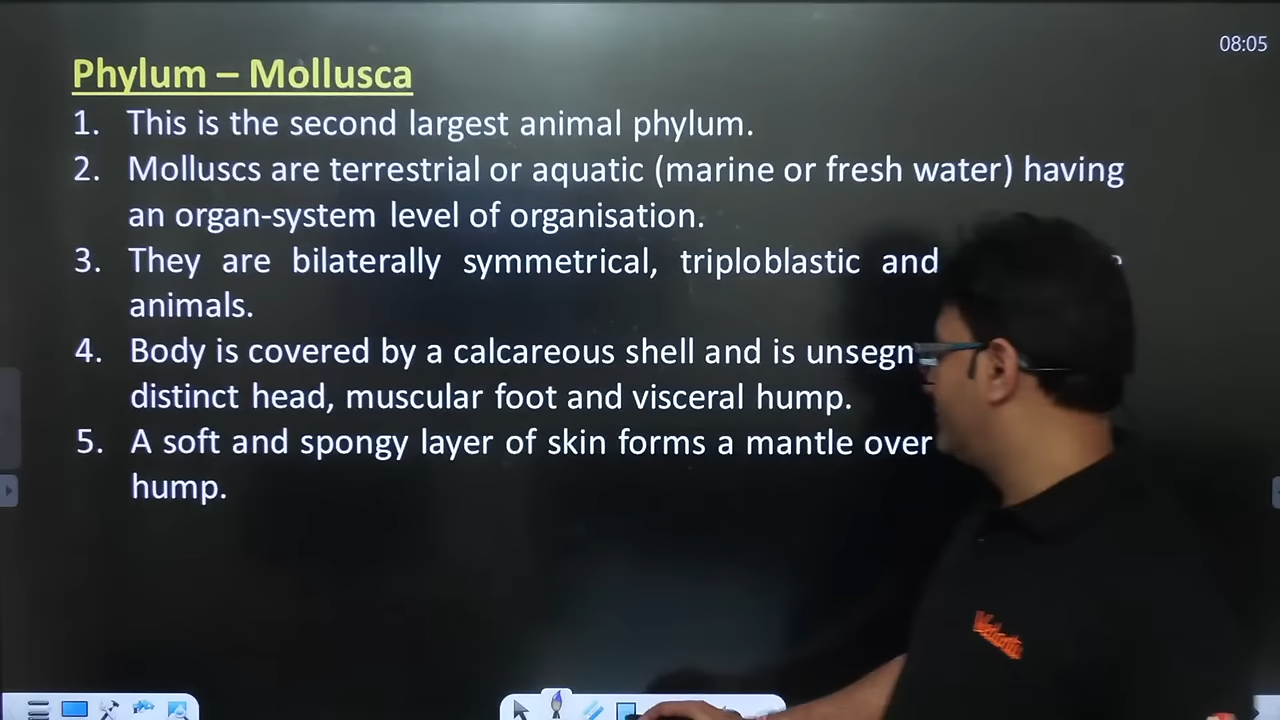 08:05
Phylum – Mollusca
1. This is the second largest animal phylum.
2. Molluscs are terrestrial or aquatic (marine or fresh water) having
an organ-system level of organisation.
3. They are bilaterally symmetrical, triploblastic and
animals.
4. Body is covered by a calcareous shell and is
distinct head, muscular foot and visceral hump.
5. A soft and spongy layer of skin forms a mantle over
hump.